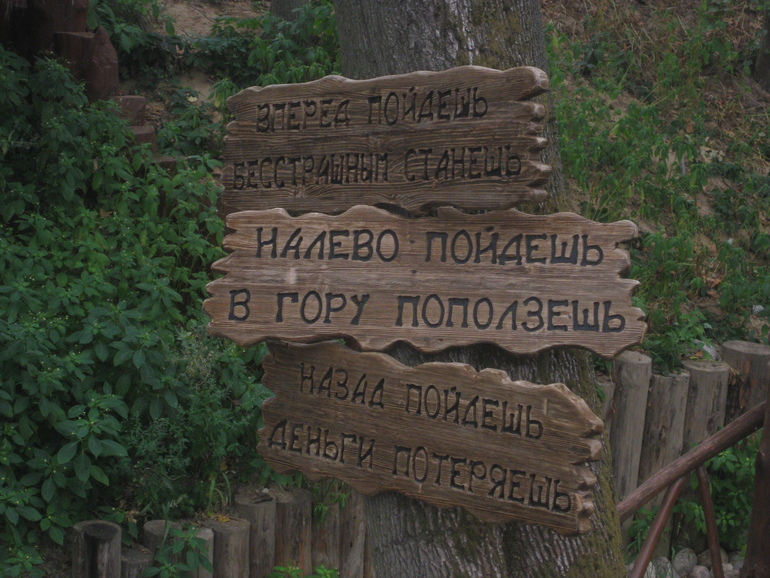 ВПЕРЕД ПОЙДЕШЬ
БЕССТРАШНЫМ СТАНЕШЬ
НАЛЕВО ПОЙДЕШЬ
В ГОРУ ПОПОЛЗЕШЬ
НАЗАД ПОЙДЕШЬ
ДЕНЬГИ ПОТЕРЯЕШЬ